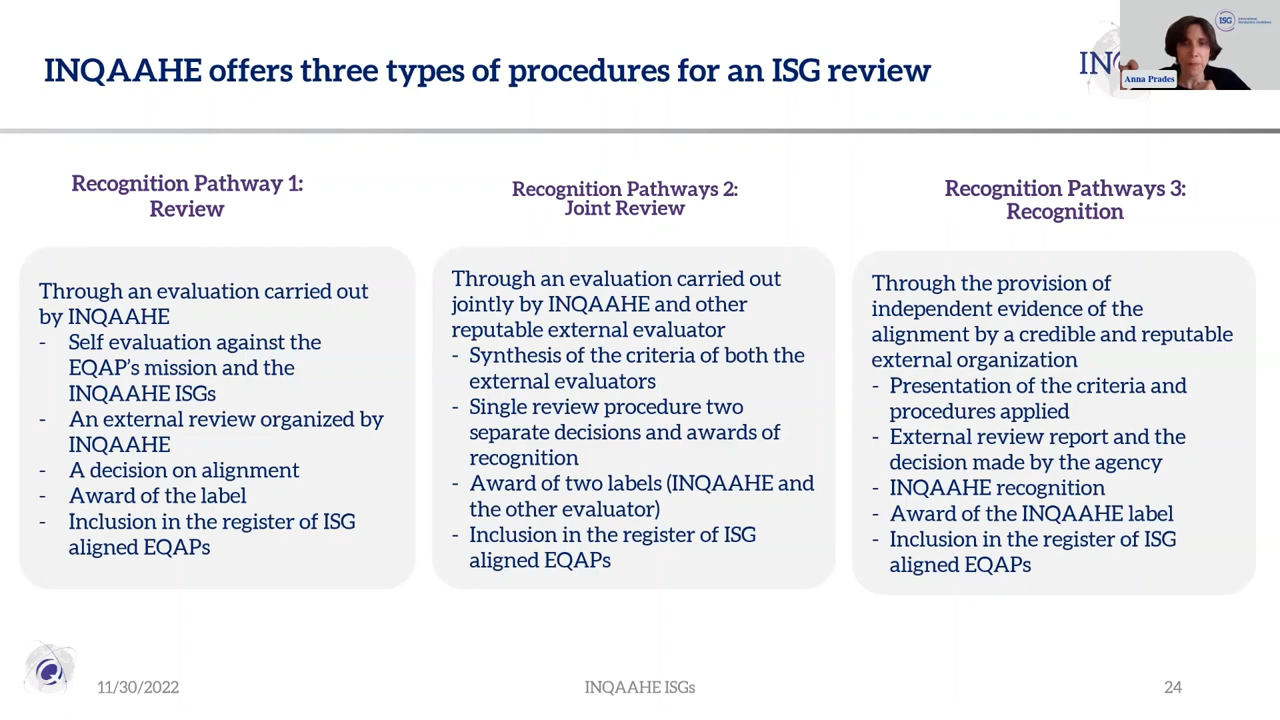 INQAAHE offers three types of procedures for an ISG review
IN
ISG
Anna Prades
Recognition Pathway 1:
Review
Through an evaluation carried out
by INQAAHE
- Self evaluation against the
EQAP's mission and the
INQAAHE ISGs
- An external review organized by
INQAAHE
- A decision on alignment
- Award of the label
- Inclusion in the register of ISG
aligned EQAPs
Recognition Pathways 2:
Joint Review
Through an evaluation carried out
jointly by INQAAHE and other
reputable external evaluator
- Synthesis of the criteria of both the
external evaluators
- Single review procedure two
separate decisions and awards of
recognition
- Award of two labels (INQAAHE and
the other evaluator)
- Inclusion in the register of ISG
aligned EQAPs
Recognition Pathways 3:
Recognition
Through the provision of
independent evidence of the
alignment by a credible and reputable
external organization
- Presentation of the criteria and
procedures applied
- External review report and the
decision made by the agency
- INQAAHE recognition
- Award of the INQAAHE label
- Inclusion in the register of ISG
aligned EQAPs
11/30/2022
INQAAHE ISGs
24